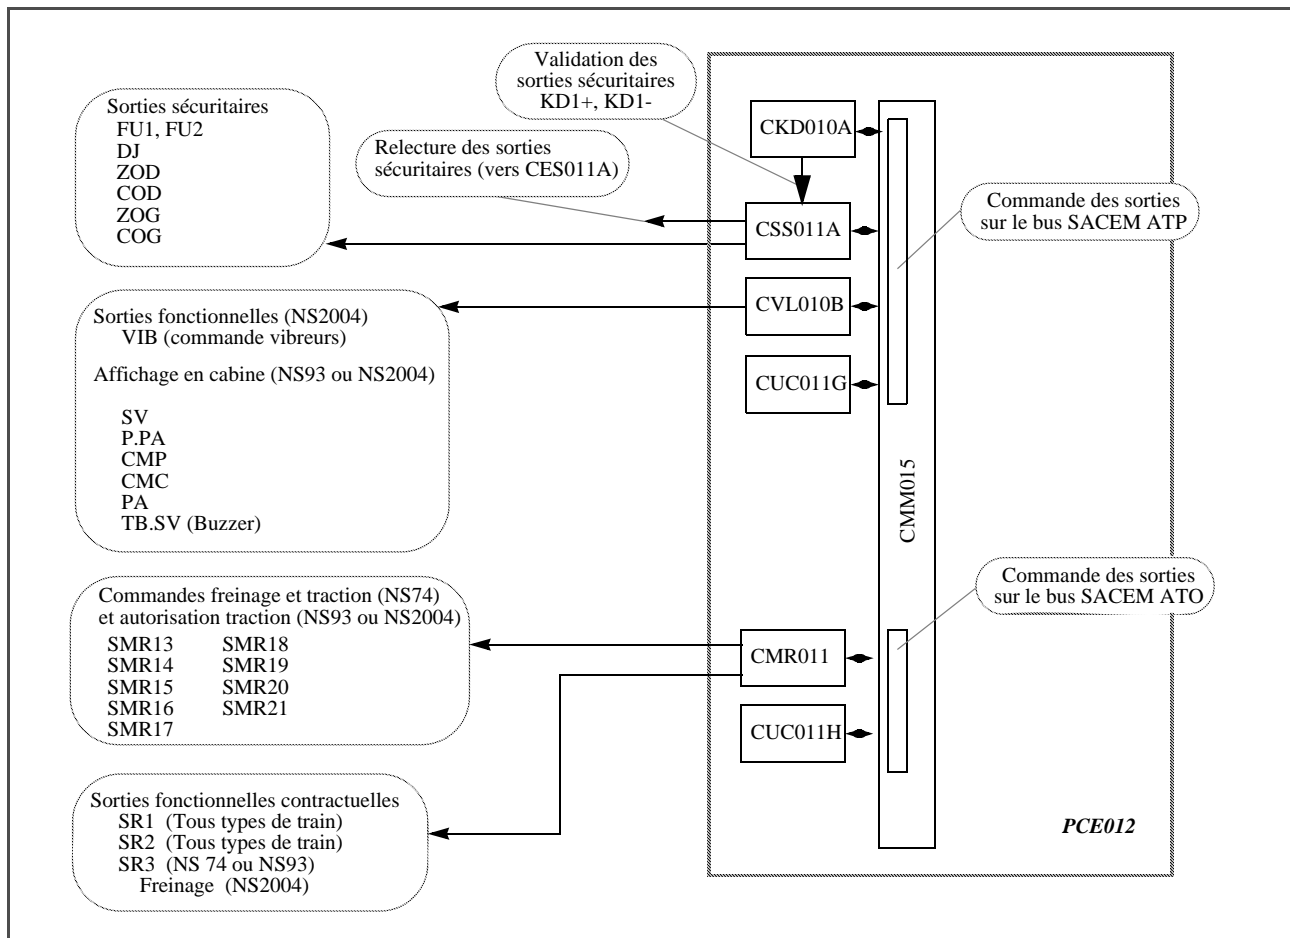 Validation des
sorties sécuritaires
KD1+, KD1-
Sorties sécuritaires
FU1, FU2
DJ
ZOD
COD
ZOG
COG
Relecture des sorties
sécuritaires (vers CES011A)
CKD010A
CSS011A
CVL010B
CUC011G
Commande des sorties
sur le bus SACEM ATP
Sorties fonctionnelles (NS2004)
VIB (commande vibreurs)
Affichage en cabine (NS93 ou NS2004)
SV
P.PA
CMP
CMC
PA
TB.SV (Buzzer)
CMM015
Commande des sorties
sur le bus SACEM ATO
Commandes freinage et traction (NS74)
et autorisation traction (NS93 ou NS2004)
SMR13 SMR18
SMR14 SMR19
SMR15 SMR20
SMR16 SMR21
SMR17
CMR011
CUC011H
Sorties fonctionnelles contractuelles
SR1 (Tous types de train)
SR2 (Tous types de train)
SR3 (NS 74 ou NS93)
Freinage (NS2004)
PCE012